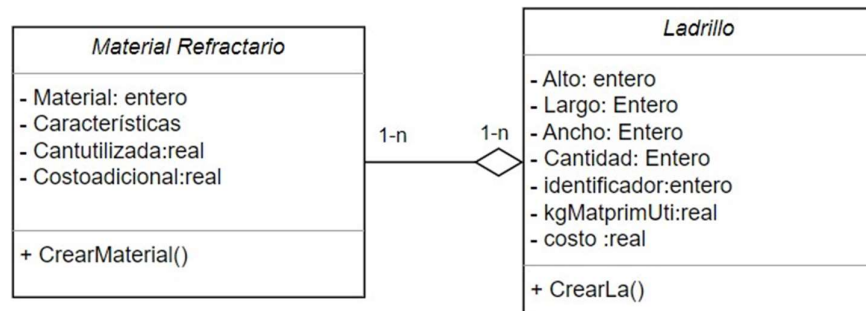 Material Refractario
- Material: entero
- Características
- Cantutilizada:real
- Costoadicional:real
+ CrearMaterial()
1-n
1-n
Ladrillo
- Alto: entero
- Largo: Entero
- Ancho: Entero
- Cantidad: Entero
- identificador:entero
- kgMatprimUti:real
- costo :real
+ CrearLa()